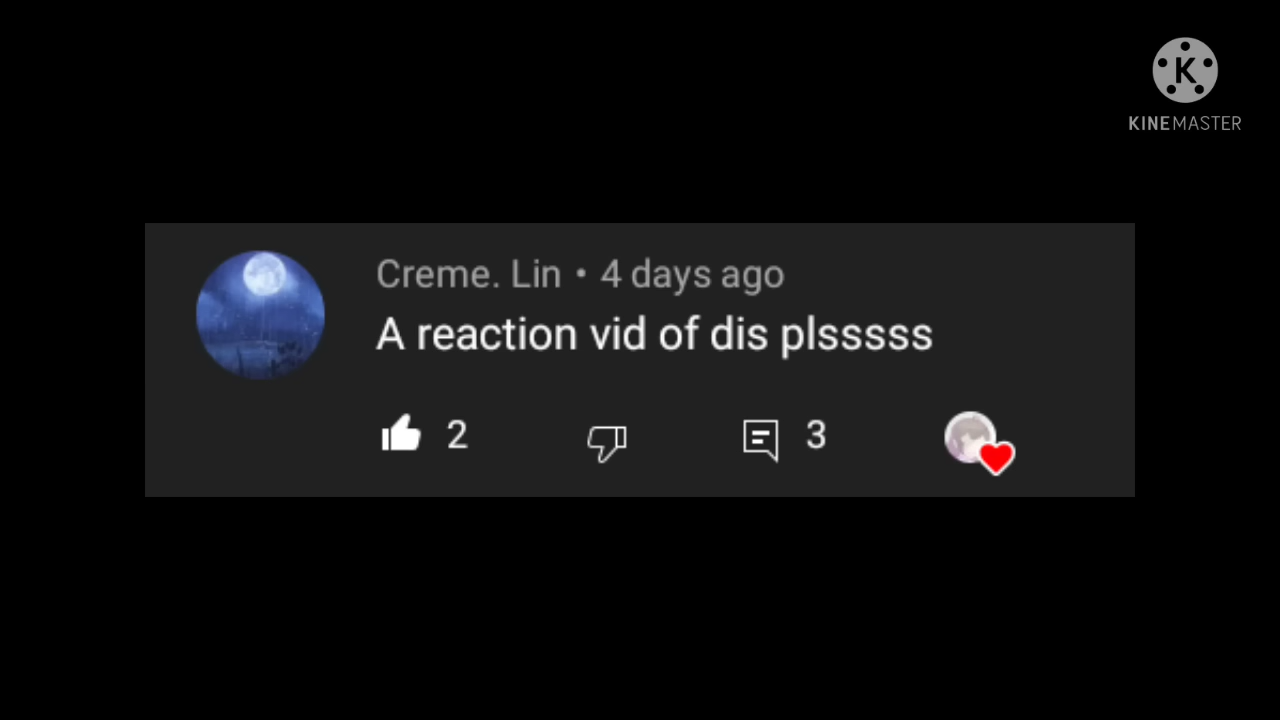 K
KINEMASTER
Creme. Lin • 4 days ago
A reaction vid of dis plsssss
2
3